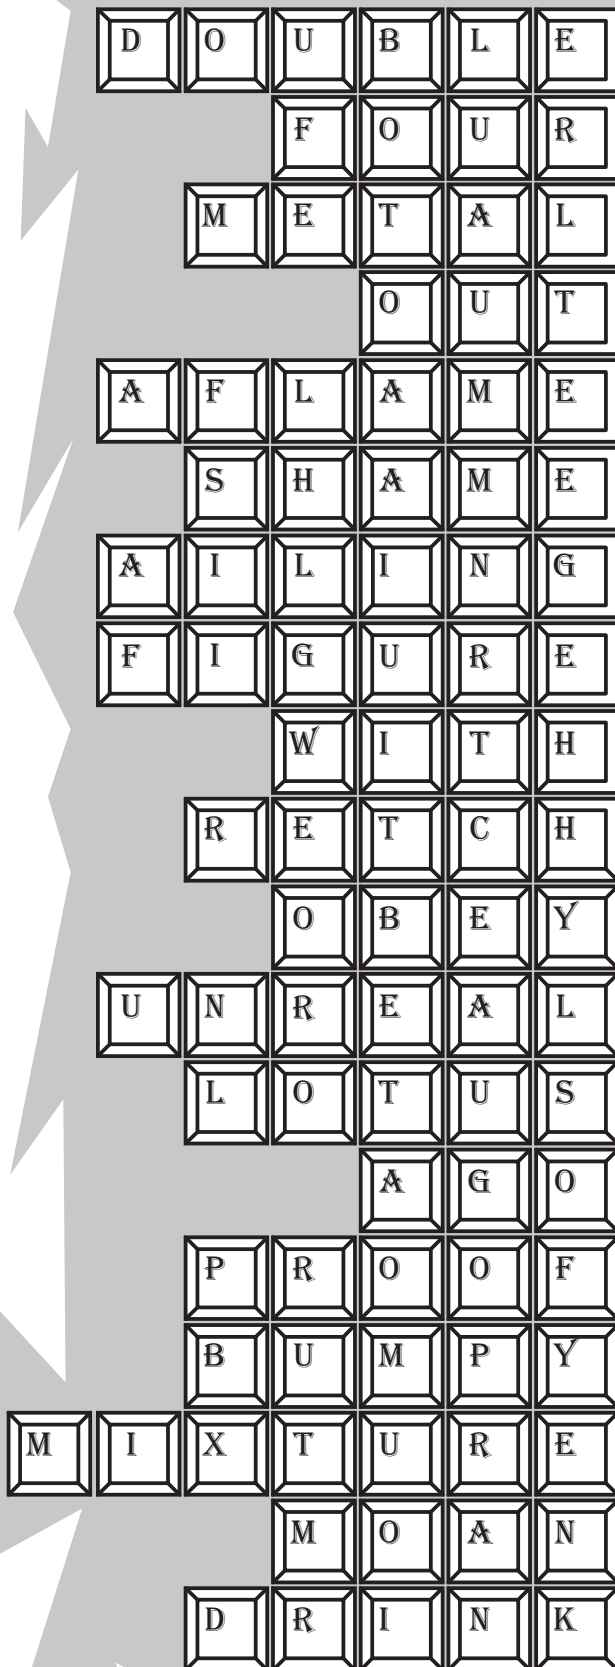 DOUBLE
FOUR
METAL
OUT
AFLAME
SHAME
AILING
FIGURE
WITH
RETCH
OBEY
UNREAL
LOTUS
AGO
PROOF
BUMPY
MIXTURE
MOAN
DRINK